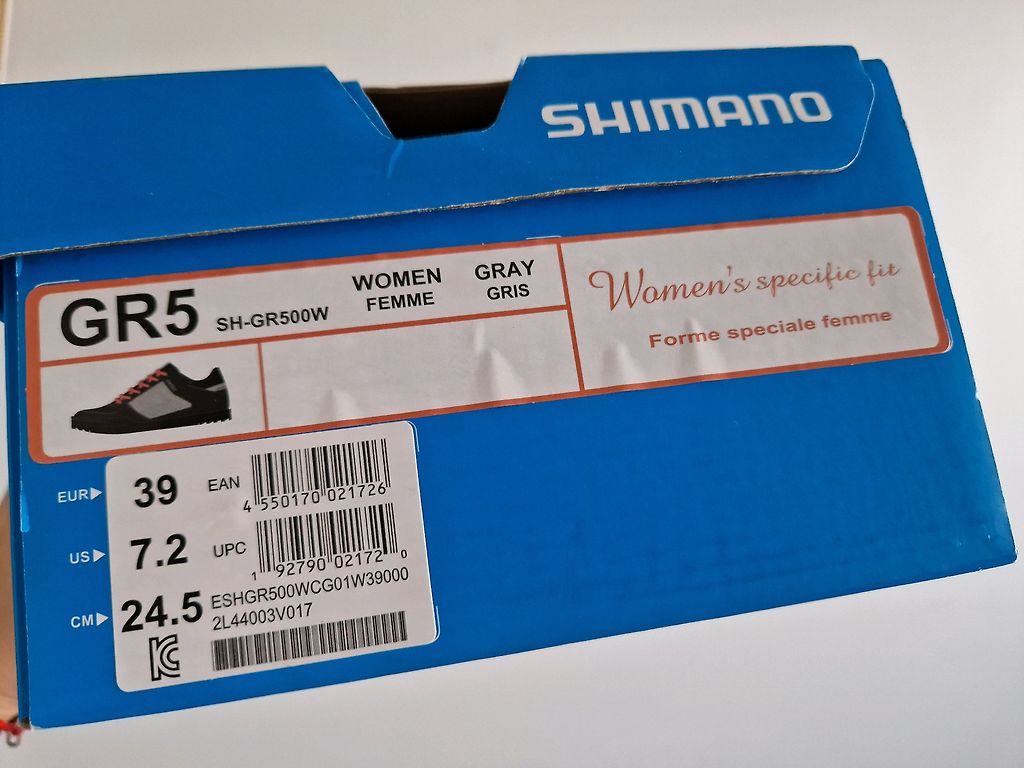 SHIMANO
GR5 SH-GR500W WOMEN GRAY
FEMME GRIS
Women's specific fit
Forme speciale femme
EUR 39 EAN
4 550170 021726
US 7.2 UPC
1 92790 02172 0
CM 24.5 ESHGR500WCG01W39000
2L44003V017
KC